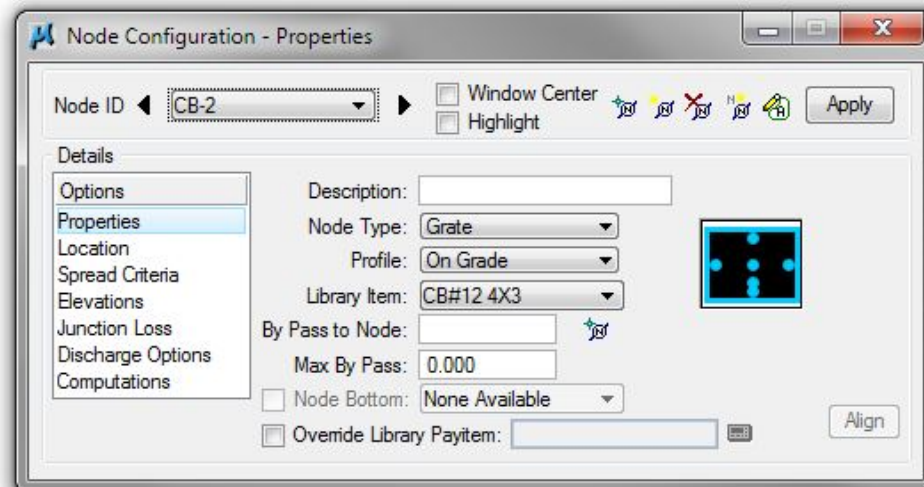 Node Configuration - Properties
Node ID CB-2 Window Center Highlight Apply
Details
Options
Properties
Location
Spread Criteria
Elevations
Junction Loss
Discharge Options
Computations
Description:
Node Type: Grate
Profile: On Grade
Library Item: CB#12 4X3
By Pass to Node:
Max By Pass: 0.000
Node Bottom: None Available
Override Library Payitem:
Align